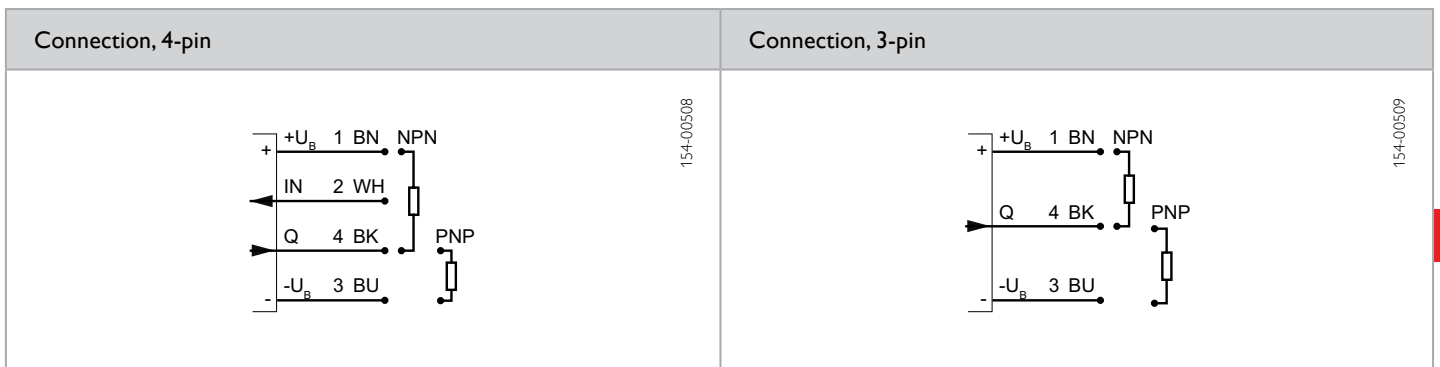 Connection, 4-pin
Connection, 3-pin
+U_B 1 BN NPN
+
IN 2 WH
Q 4 BK PNP
-U_B 3 BU
-
154-00508
+U_B 1 BN NPN
+
Q 4 BK PNP
-U_B 3 BU
-
154-00509